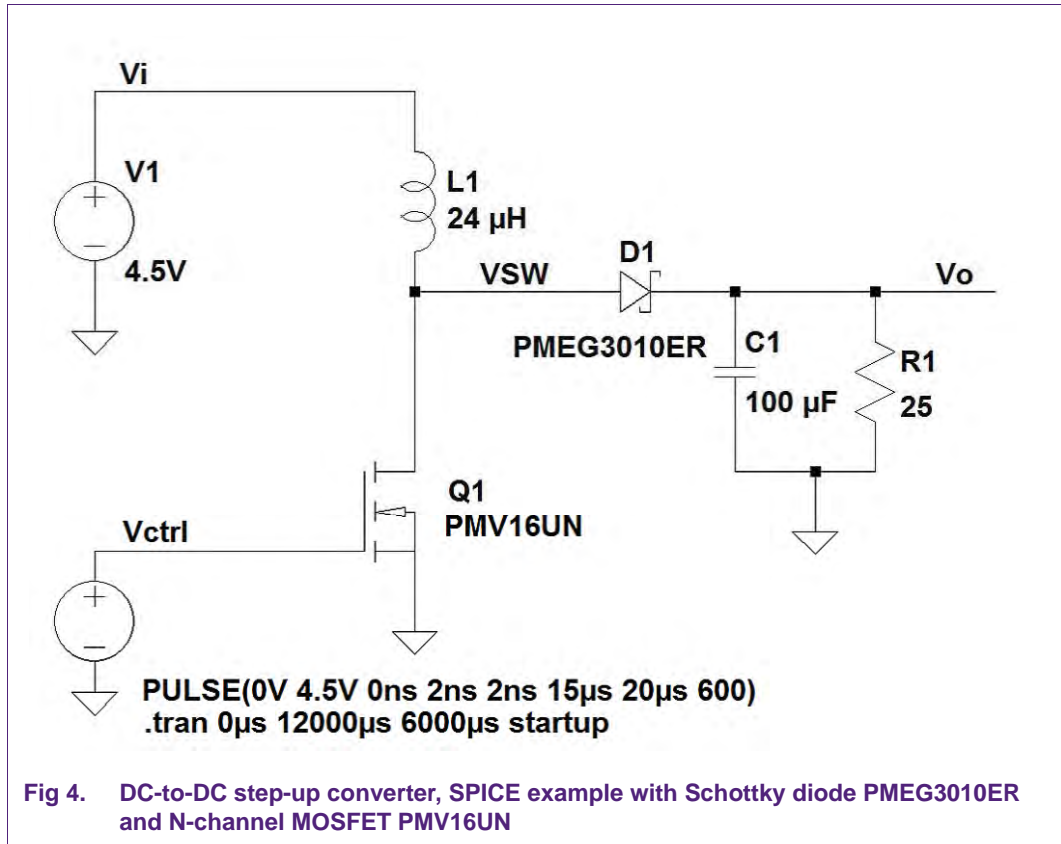 Vi
V1
4.5V
L1
24 µH
VSW
D1
PMEG3010ER
Vo
C1
100 µF
R1
25
Q1
PMV16UN
Vctrl
PULSE(0V 4.5V 0ns 2ns 2ns 15µs 20µs 600)
.tran 0µs 12000µs 6000µs startup
Fig 4. DC-to-DC step-up converter, SPICE example with Schottky diode PMEG3010ER
and N-channel MOSFET PMV16UN